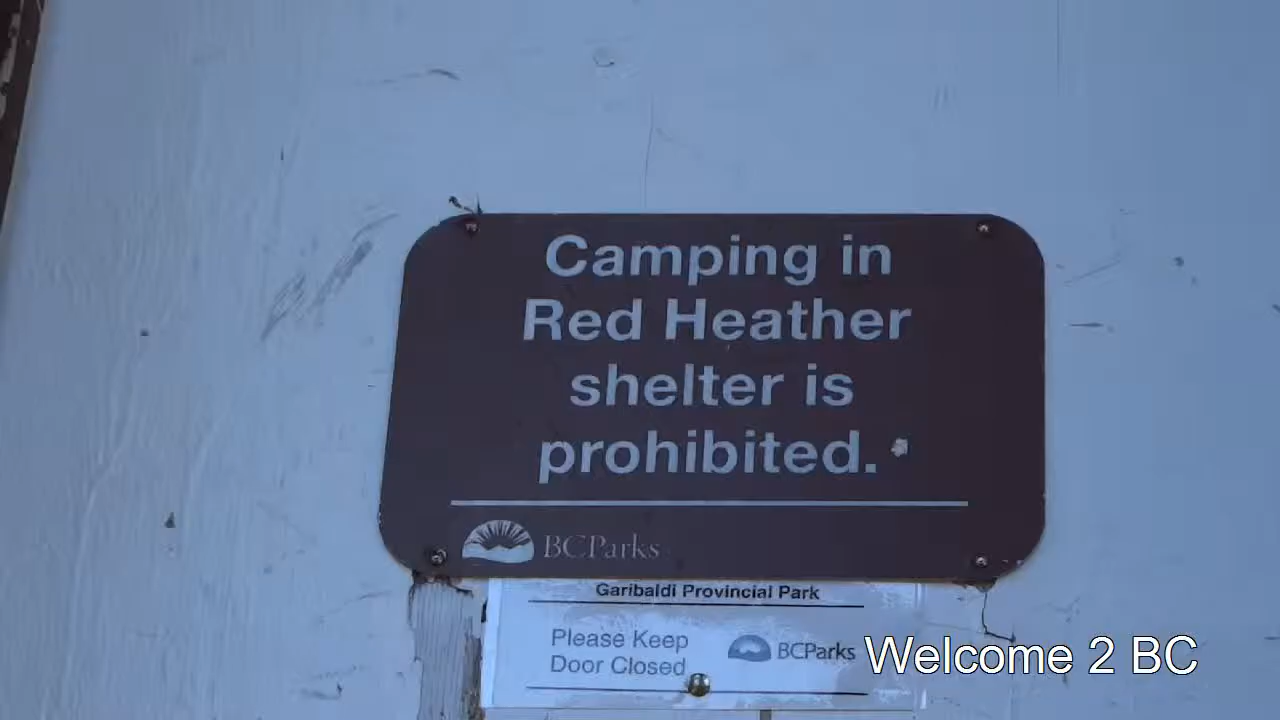 Camping in
Red Heather
shelter is
prohibited.
BCParks
Garibaldi Provincial Park
Please Keep
Door Closed
BCParks
Welcome 2 BC